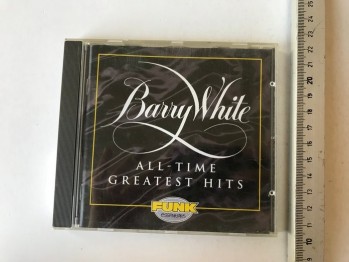 Barry White
ALL-TIME
GREATEST HITS
FUNK